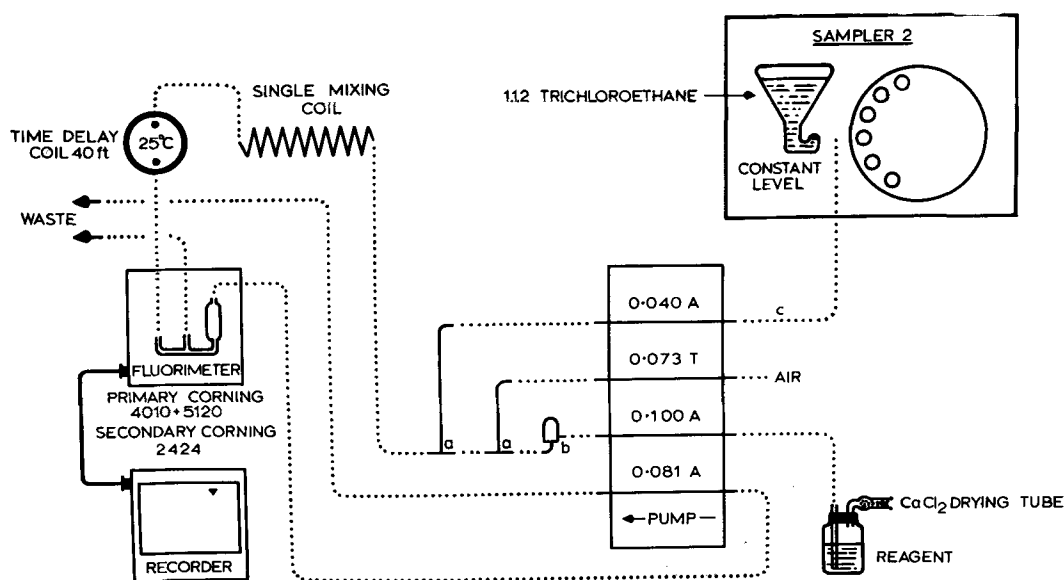 SAMPLER 2
1.1.2 TRICHLOROETHANE
CONSTANT
LEVEL
SINGLE MIXING
COIL
TIME DELAY
COIL 40 ft
25°C
WASTE
0·040 A
c
0·073 T
AIR
0·100 A
0·081 A
←PUMP—
a
a
b
FLUORIMETER
PRIMARY CORNING
4010+5120
SECONDARY CORNING
2424
RECORDER
CaCl₂ DRYING TUBE
REAGENT